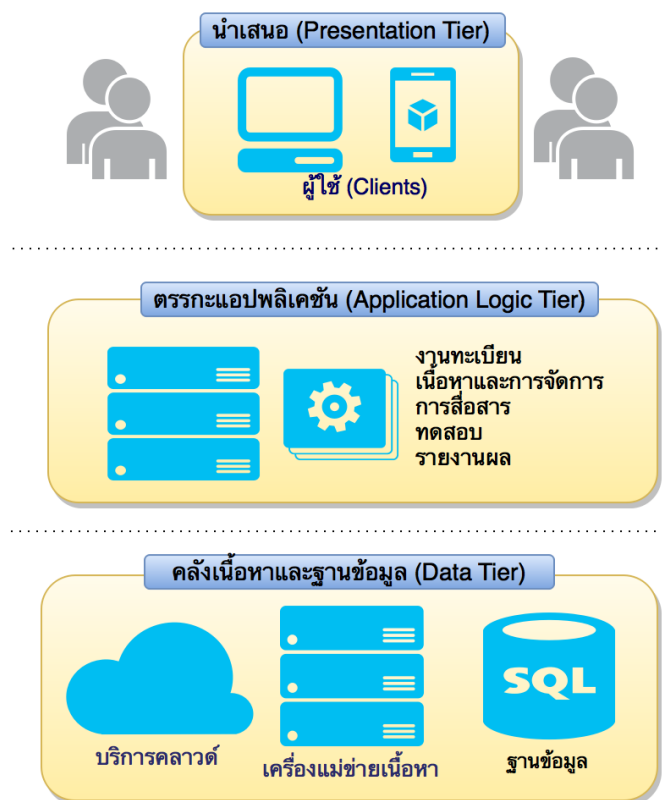 นำเสนอ (Presentation Tier)
ผู้ใช้ (Clients)
ตรรกะแอปพลิเคชัน (Application Logic Tier)
งานทะเบียน
เนื้อหาและการจัดการ
การสื่อสาร
ทดสอบ
รายงานผล
คลังเนื้อหาและฐานข้อมูล (Data Tier)
SQL
บริการคลาวด์
เครื่องแม่ข่ายเนื้อหา
ฐานข้อมูล